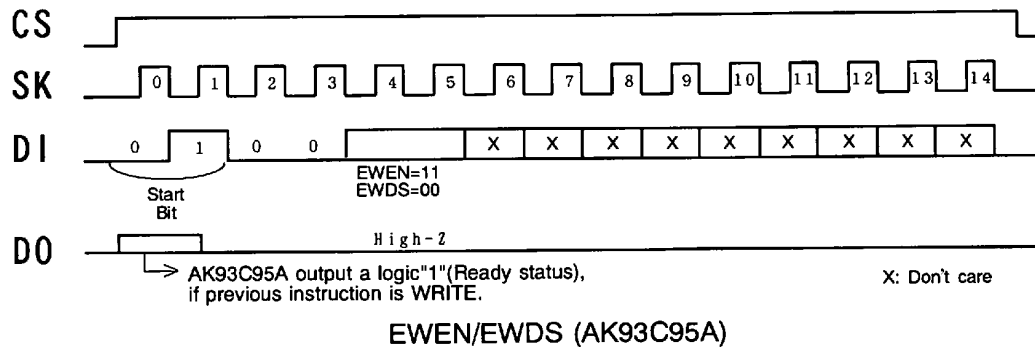 CS
SK 0 1 2 3 4 5 6 7 8 9 10 11 12 13 14
DI 0 1 0 0 X X X X X X X X X
EWEN=11
EWDS=00
Start
Bit
DO High-Z
AK93C95A output a logic"1"(Ready status),
if previous instruction is WRITE.
X: Don't care
EWEN/EWDS (AK93C95A)